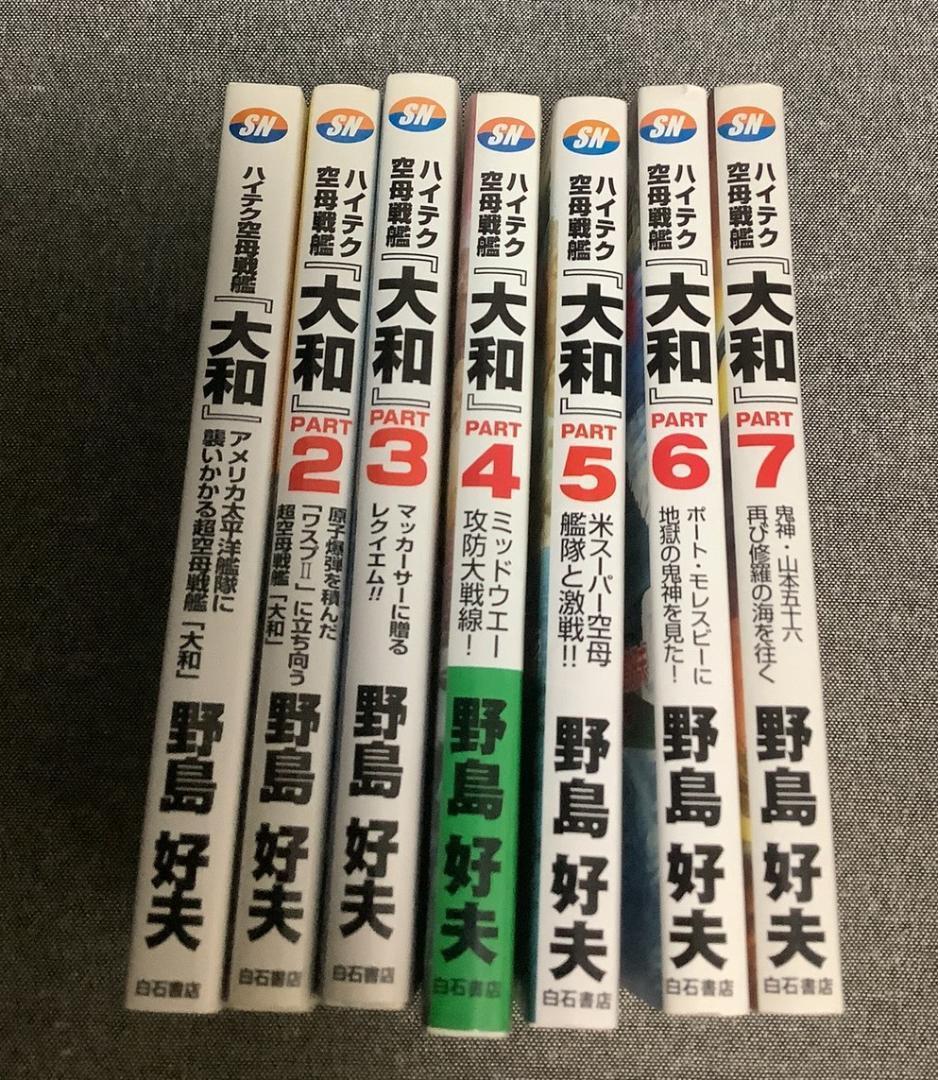 SN
ハイテク空母戦艦
『大和』
アメリカ太平洋艦隊に
襲いかかる超空母戦艦「大和」
野島 好夫
白石書店
SN
ハイテク
空母戦艦
『大和』
PART
2
原子爆弾を積んだ
「ワスプⅡ」に立ち向う
超空母戦艦「大和」
野島 好夫
白石書店
SN
ハイテク
空母戦艦
『大和』
PART
3
マッカーサーに贈る
レクイエム!!
野島 好夫
白石書店
SN
ハイテク
空母戦艦
『大和』
PART
4
ミッドウエー
攻防大戦線!
野島 好夫
白石書店
SN
ハイテク
空母戦艦
『大和』
PART
5
米スーパー空母
艦隊と激戦!!
野島 好夫
白石書店
SN
ハイテク
空母戦艦
『大和』
PART
6
ポート・モレスビーに
地獄の鬼神を見た!
野島 好夫
白石書店
SN
ハイテク
空母戦艦
『大和』
PART
7
鬼神・山本五十六
再び修羅の海を往く
野島 好夫
白石書店